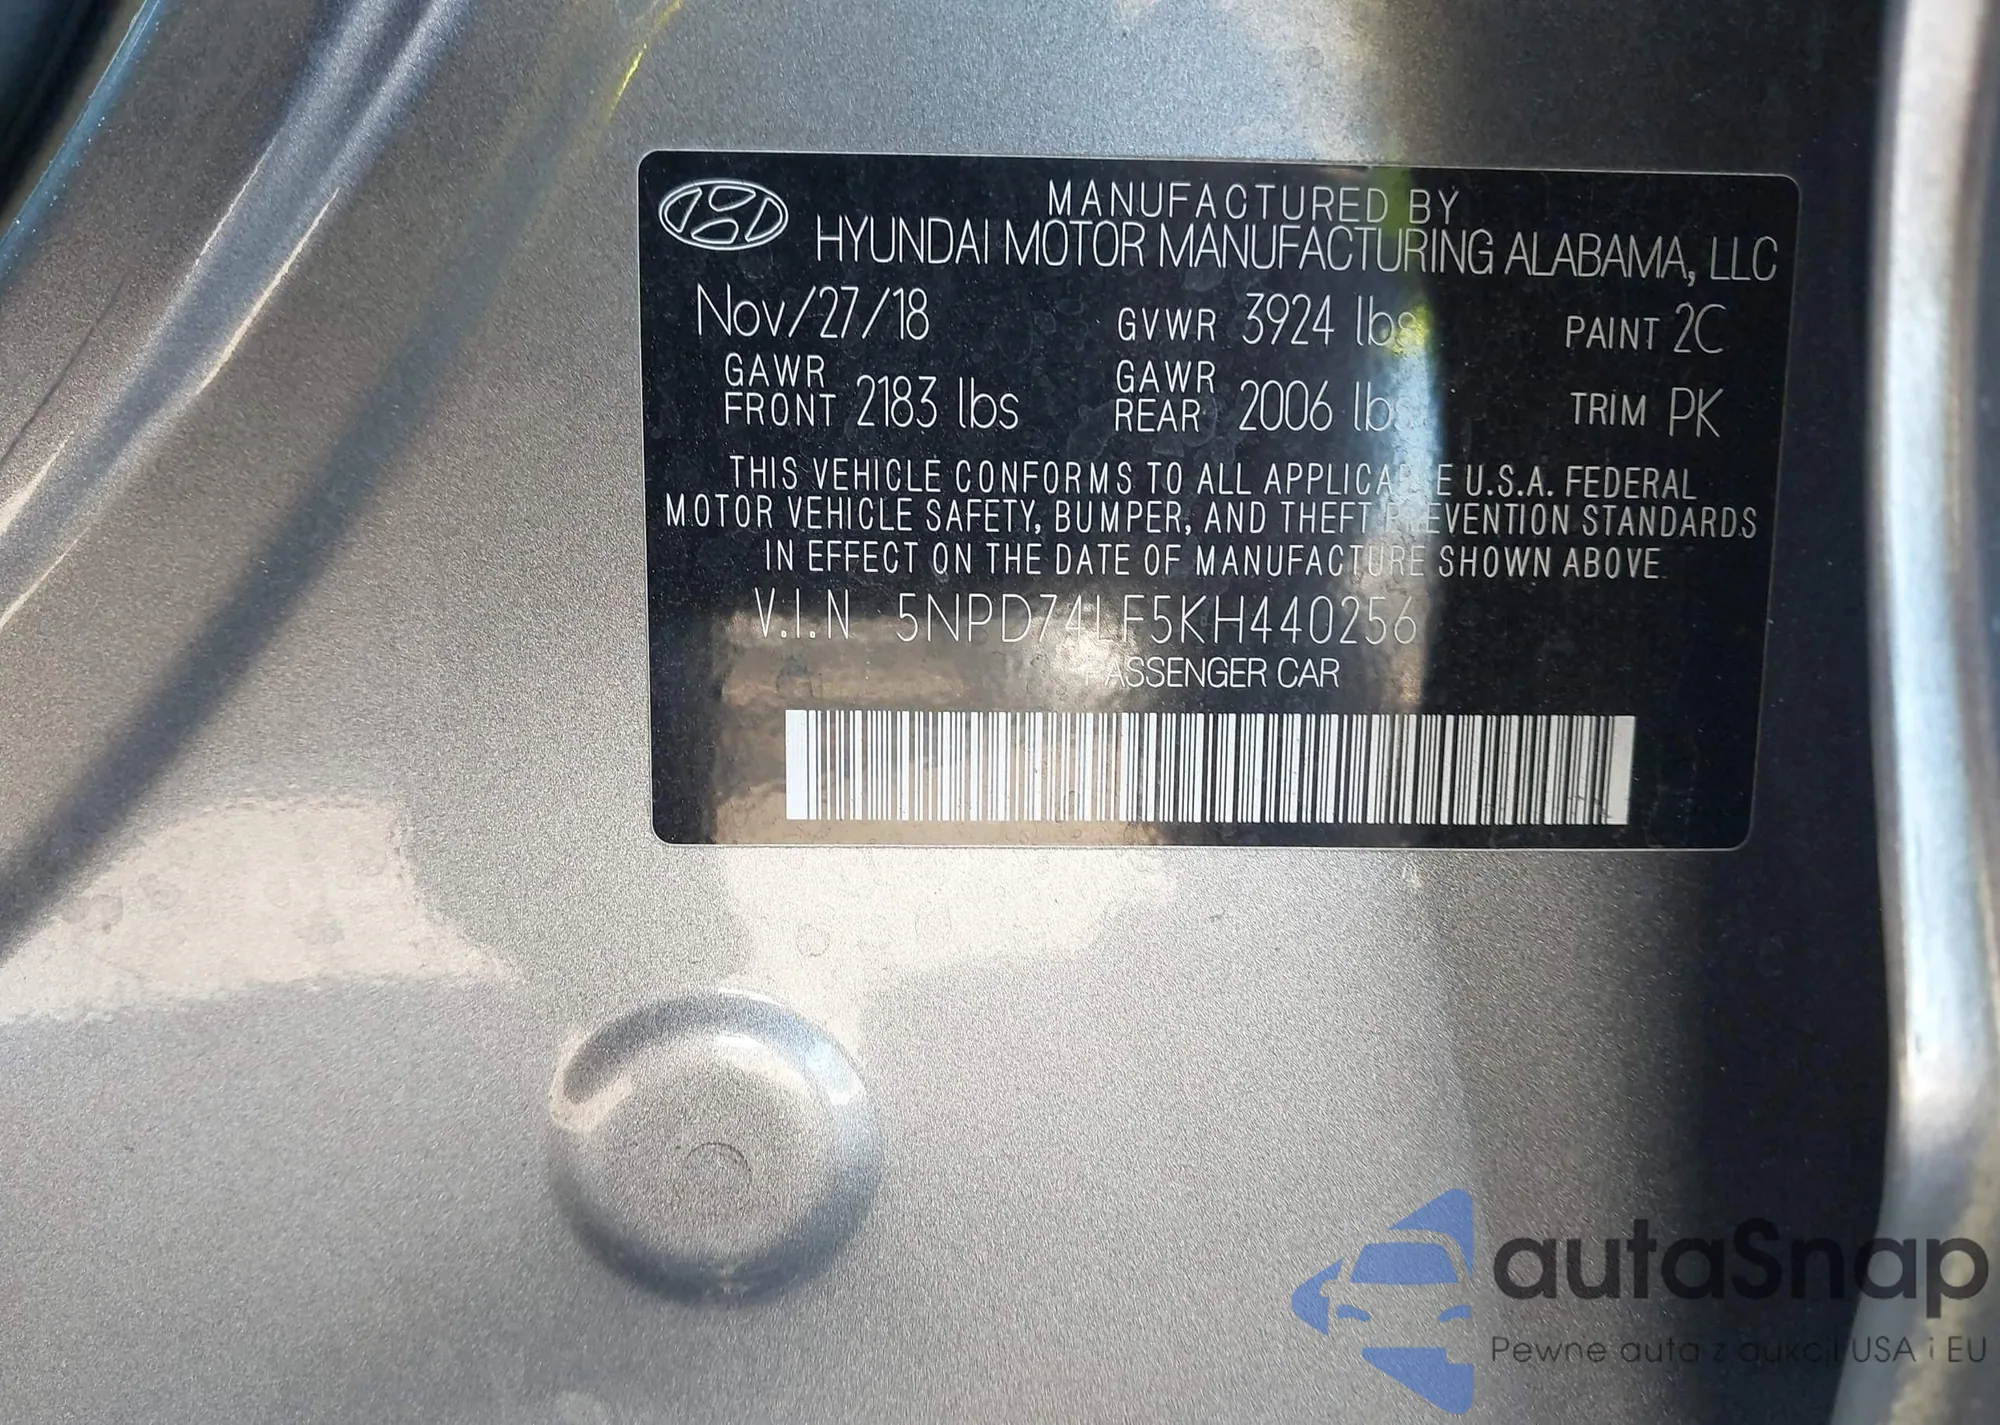 MANUFACTURED BY
HYUNDAI MOTOR MANUFACTURING ALABAMA, LLC
Nov/27/18 GVWR 3924 lbs PAINT 2C
GAWR FRONT 2183 lbs GAWR REAR 2006 lbs TRIM PK
THIS VEHICLE CONFORMS TO ALL APPLICABLE U.S.A. FEDERAL
MOTOR VEHICLE SAFETY, BUMPER, AND THEFT PREVENTION STANDARDS
IN EFFECT ON THE DATE OF MANUFACTURE SHOWN ABOVE.
V.I.N 5NPD74LF5KH440256
PASSENGER CAR
autaSnap
Pewne auta z aukcji USA i EU